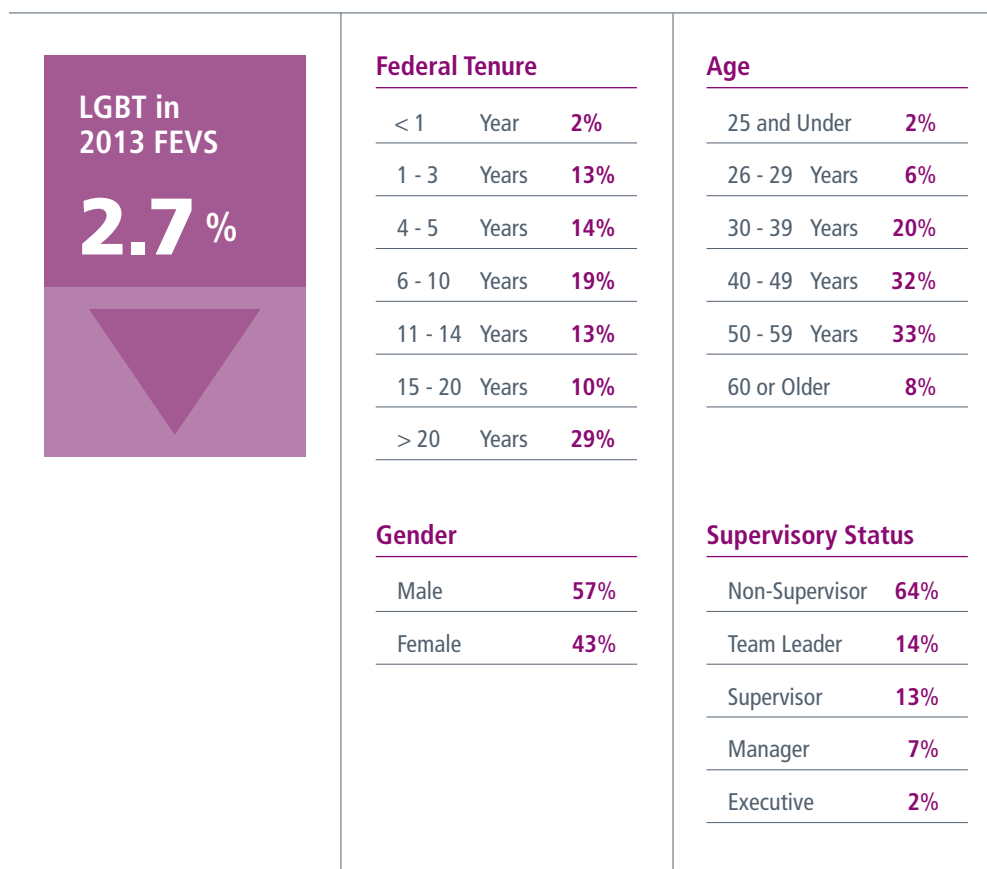 LGBT in
2013 FEVS
2.7 %
Federal Tenure
< 1 Year 2%
1 - 3 Years 13%
4 - 5 Years 14%
6 - 10 Years 19%
11 - 14 Years 13%
15 - 20 Years 10%
> 20 Years 29%
Gender
Male 57%
Female 43%
Age
25 and Under 2%
26 - 29 Years 6%
30 - 39 Years 20%
40 - 49 Years 32%
50 - 59 Years 33%
60 or Older 8%
Supervisory Status
Non-Supervisor 64%
Team Leader 14%
Supervisor 13%
Manager 7%
Executive 2%